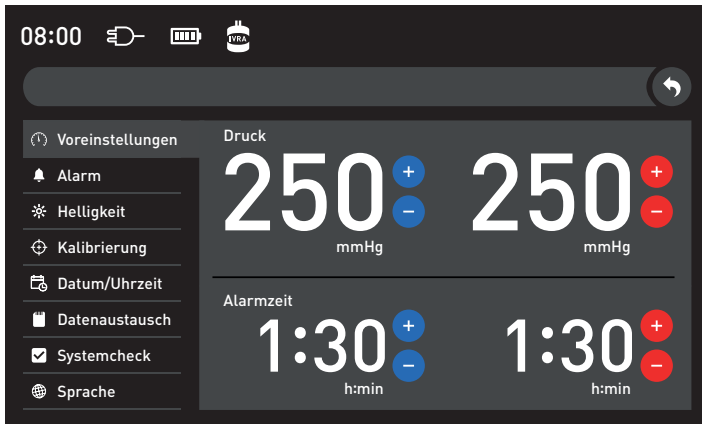 08:00
IVRA
Voreinstellungen
Alarm
Helligkeit
Kalibrierung
Datum/Uhrzeit
Datenaustausch
Systemcheck
Sprache
Druck
250 + − 250 + −
mmHg mmHg
Alarmzeit
1:30 + − 1:30 + −
h:min h:min